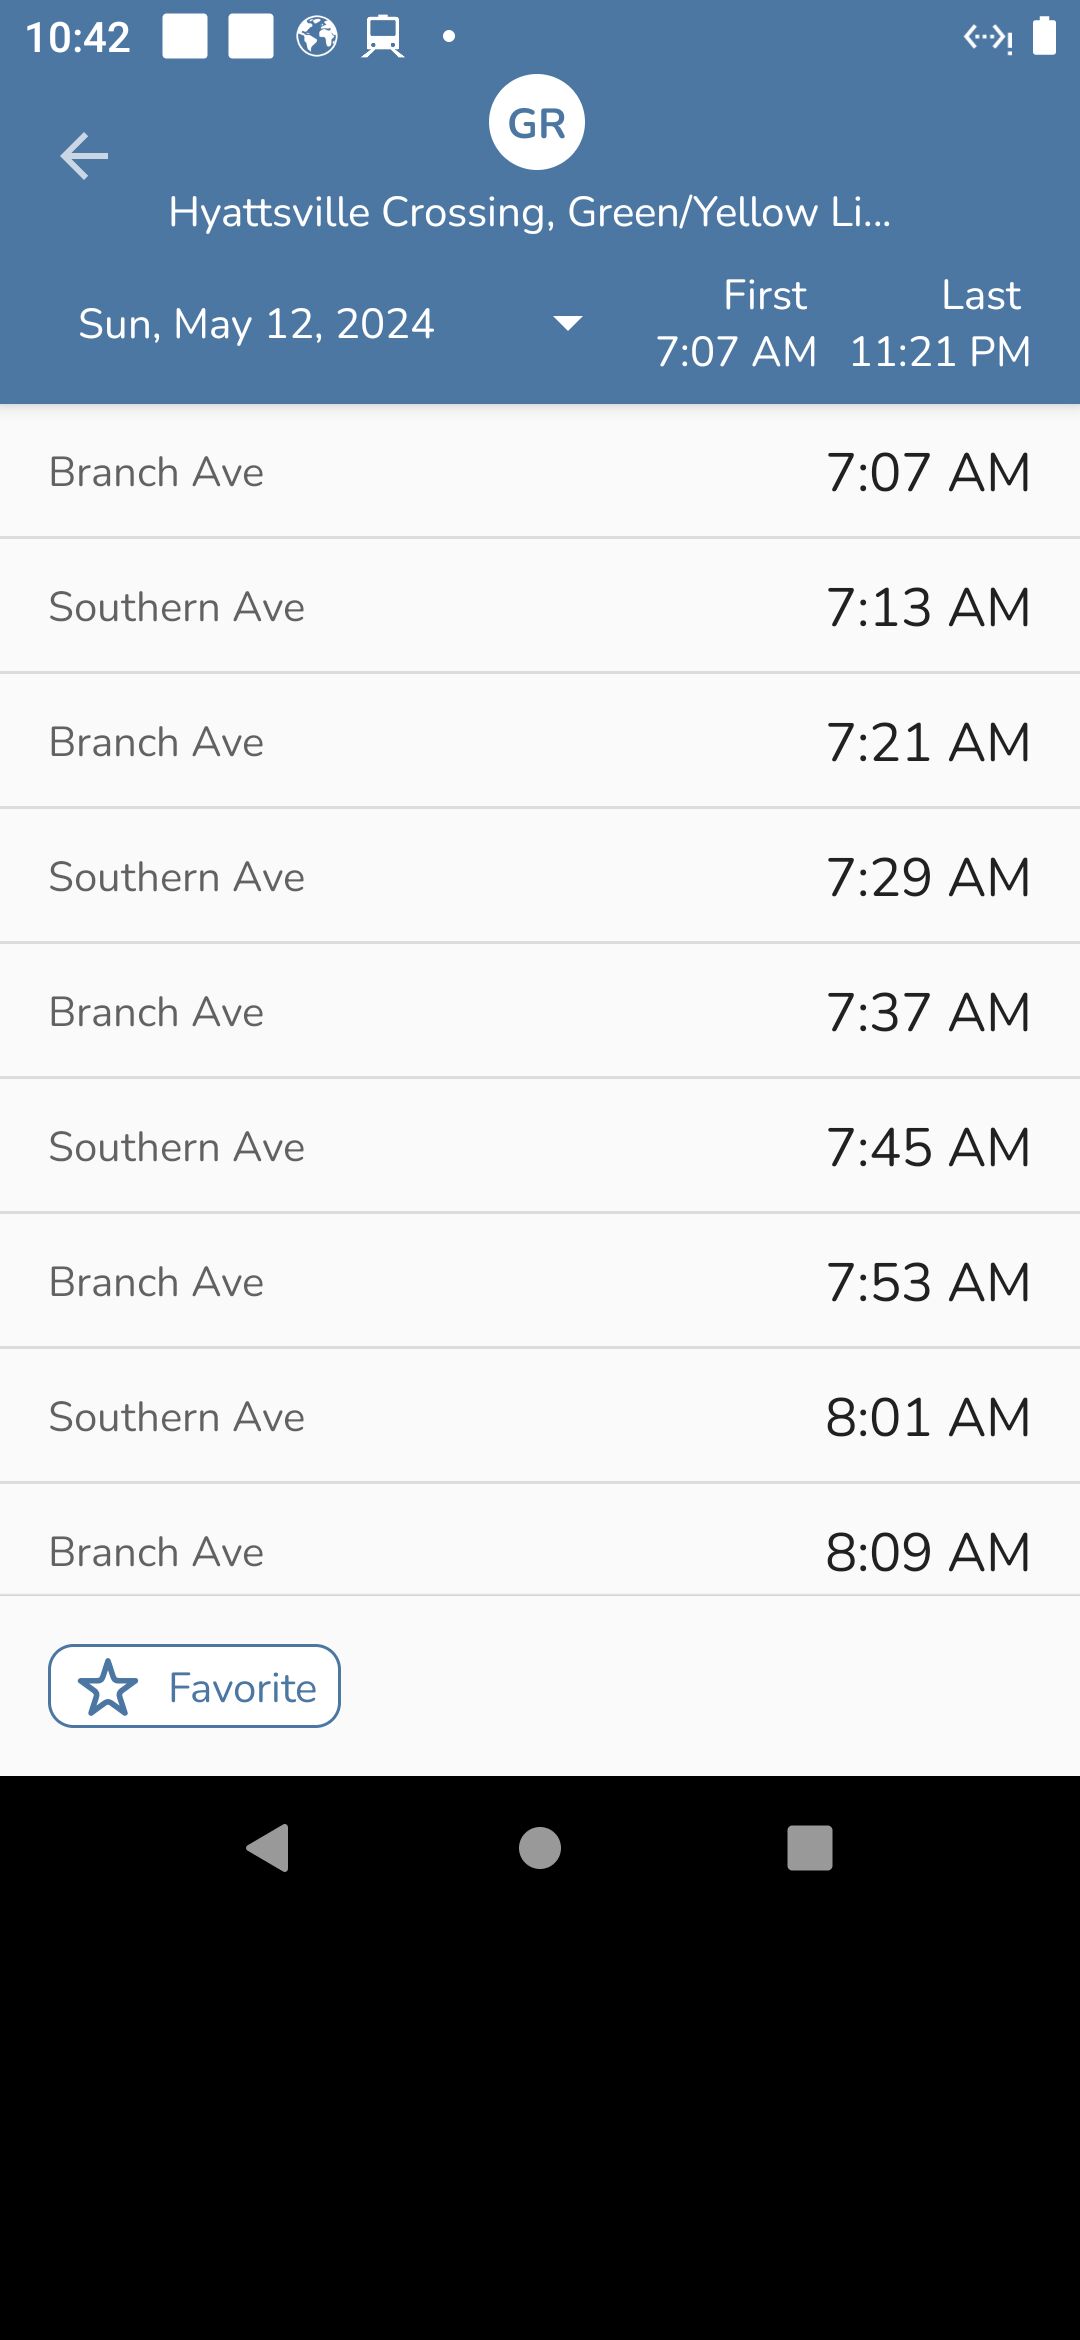 10:42
GR
Hyattsville Crossing, Green/Yellow Li...
First Last
Sun, May 12, 2024
7:07 AM 11:21 PM
Branch Ave 7:07 AM
Southern Ave 7:13 AM
Branch Ave 7:21 AM
Southern Ave 7:29 AM
Branch Ave 7:37 AM
Southern Ave 7:45 AM
Branch Ave 7:53 AM
Southern Ave 8:01 AM
Branch Ave 8:09 AM
Favorite